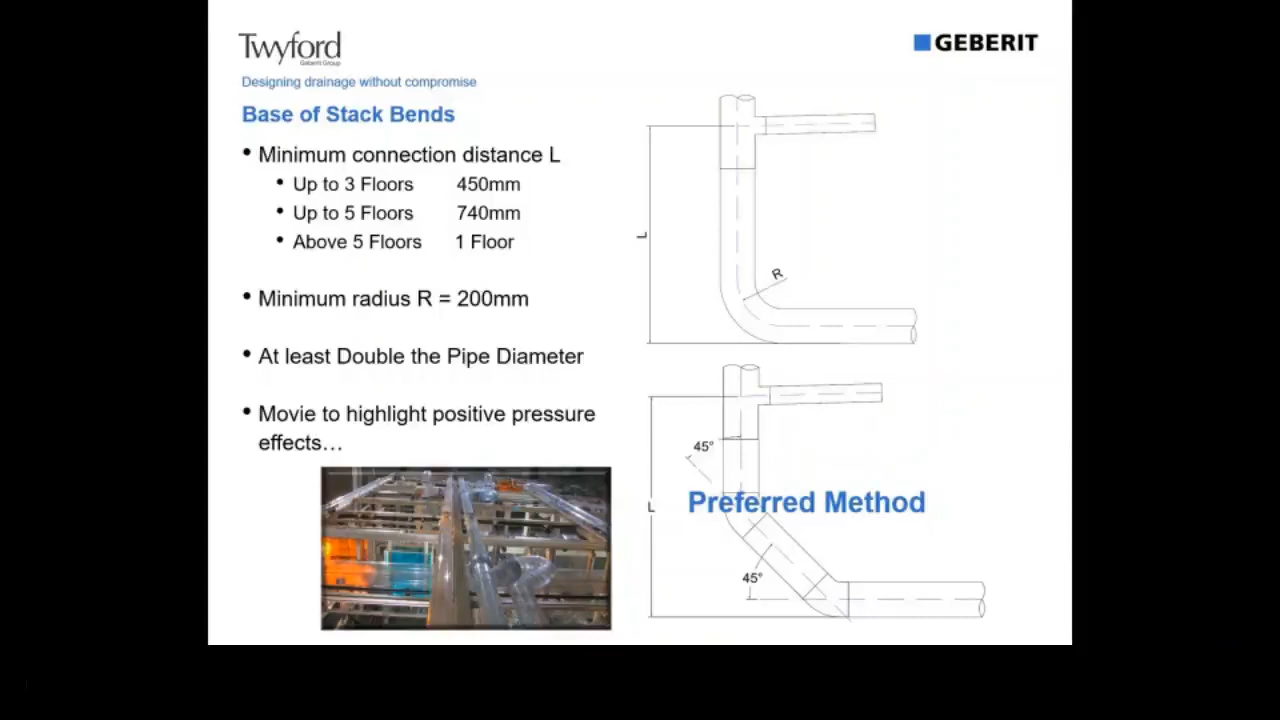 Twyford
Geberit Group
GEBERIT
Designing drainage without compromise
Base of Stack Bends
• Minimum connection distance L
• Up to 3 Floors 450mm
• Up to 5 Floors 740mm
• Above 5 Floors 1 Floor
• Minimum radius R = 200mm
• At least Double the Pipe Diameter
• Movie to highlight positive pressure
effects…
L
R
45°
Preferred Method
L
45°